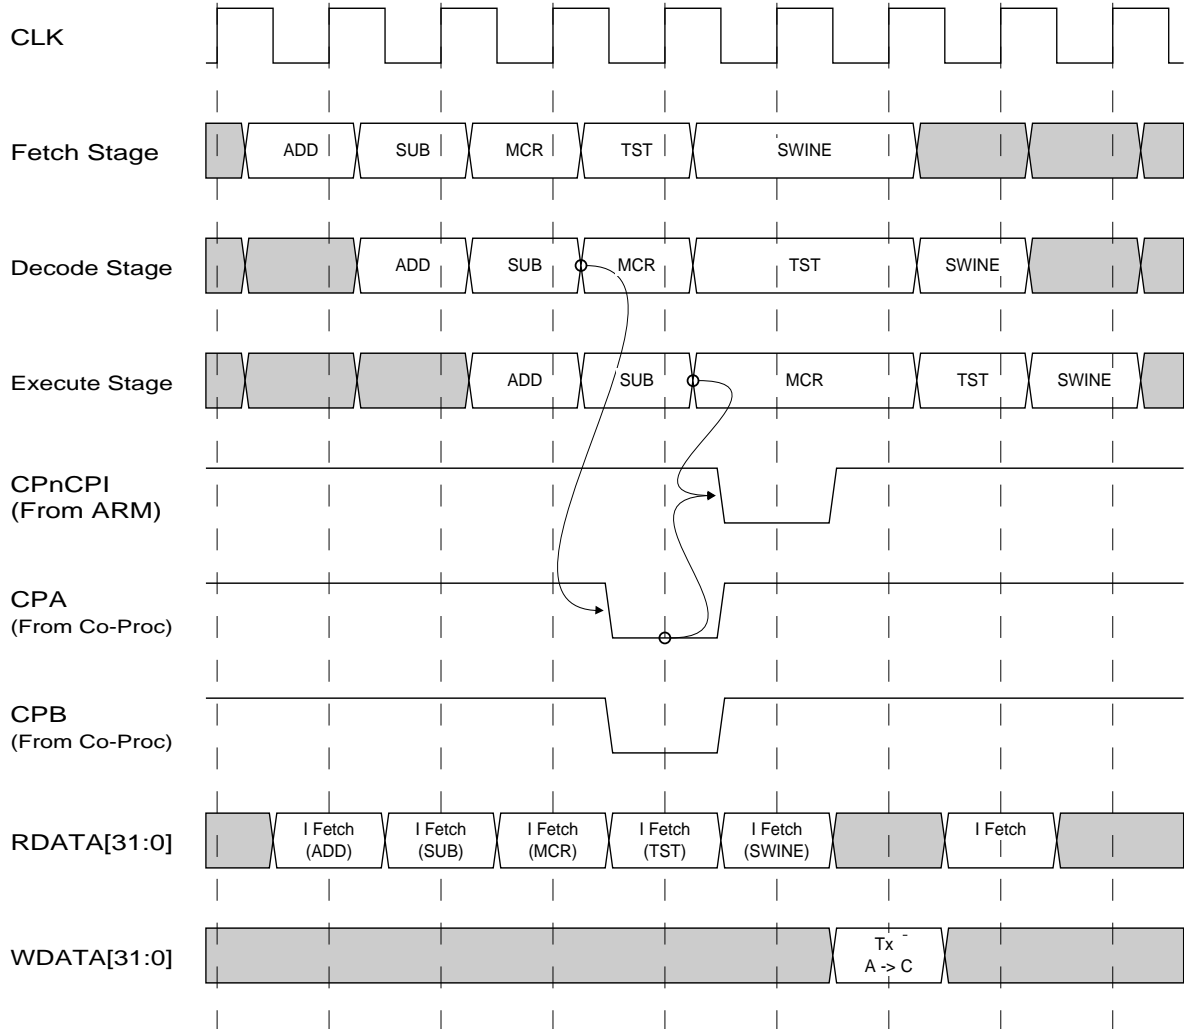 CLK
Fetch Stage
ADD
SUB
MCR
TST
SWINE
Decode Stage
ADD
SUB
MCR
TST
SWINE
Execute Stage
ADD
SUB
MCR
TST
SWINE
CPnCPI
(From ARM)
CPA
(From Co-Proc)
CPB
(From Co-Proc)
RDATA[31:0]
I Fetch
(ADD)
I Fetch
(SUB)
I Fetch
(MCR)
I Fetch
(TST)
I Fetch
(SWINE)
I Fetch
WDATA[31:0]
Tx
A -> C